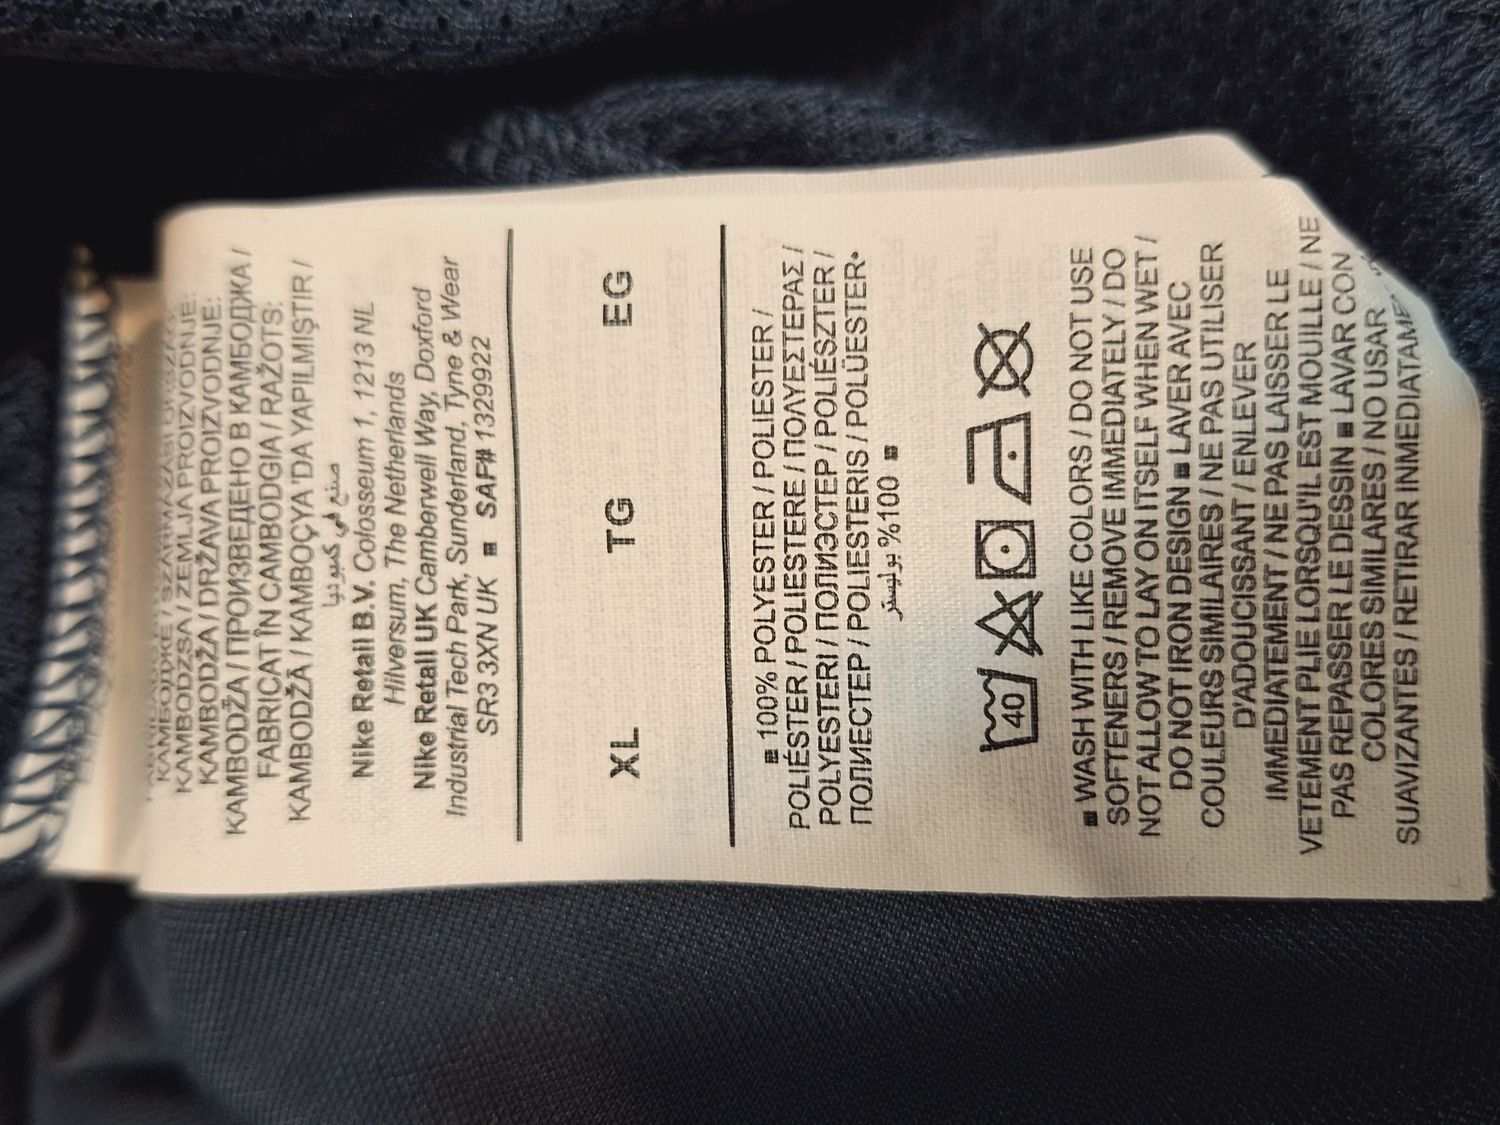 KAMBODŽKE / SZÁRMAZÁSI ORSZÁG:
KAMBODZSA / ZEMLJA PROIZVODNJE:
KAMBODŽA / DRŽAVA PROIZVODNJE:
KAMBODŽA / ПРОИЗВЕДЕНО В КАМБОДЖА /
FABRICAT ÎN CAMBODGIA / RAŽOTS:
KAMBODŽĀ / KAMBOÇYA'DA YAPILMIŞTIR /
صنع في كمبوديا
Nike Retail B.V. Colosseum 1, 1213 NL
Hilversum, The Netherlands
Nike Retail UK Camberwell Way, Doxford
Industrial Tech Park, Sunderland, Tyne & Wear
SR3 3XN UK ■ SAF# 1329922
XL TG EG
■ 100% POLYESTER / POLIESTER /
POLIÉSTER / POLIESTERE / ΠΟΛΥΕΣΤΕΡΑΣ /
POLYESTERI / ПОЛИЭСТЕР / POLIÉSZTER /
ПОЛИЕСТЕР / POLIESTERIS / POLÜESTER•
100% بوليستر ■
40
■ WASH WITH LIKE COLORS / DO NOT USE
SOFTENERS / REMOVE IMMEDIATELY / DO
NOT ALLOW TO LAY ON ITSELF WHEN WET /
DO NOT IRON DESIGN ■ LAVER AVEC
COULEURS SIMILAIRES / NE PAS UTILISER
D'ADOUCISSANT / ENLEVER
IMMEDIATEMENT / NE PAS LAISSER LE
VETEMENT PLIE LORSQU'IL EST MOUILLE / NE
PAS REPASSER LE DESSIN ■ LAVAR CON
COLORES SIMILARES / NO USAR
SUAVIZANTES / RETIRAR INMEDIATAME